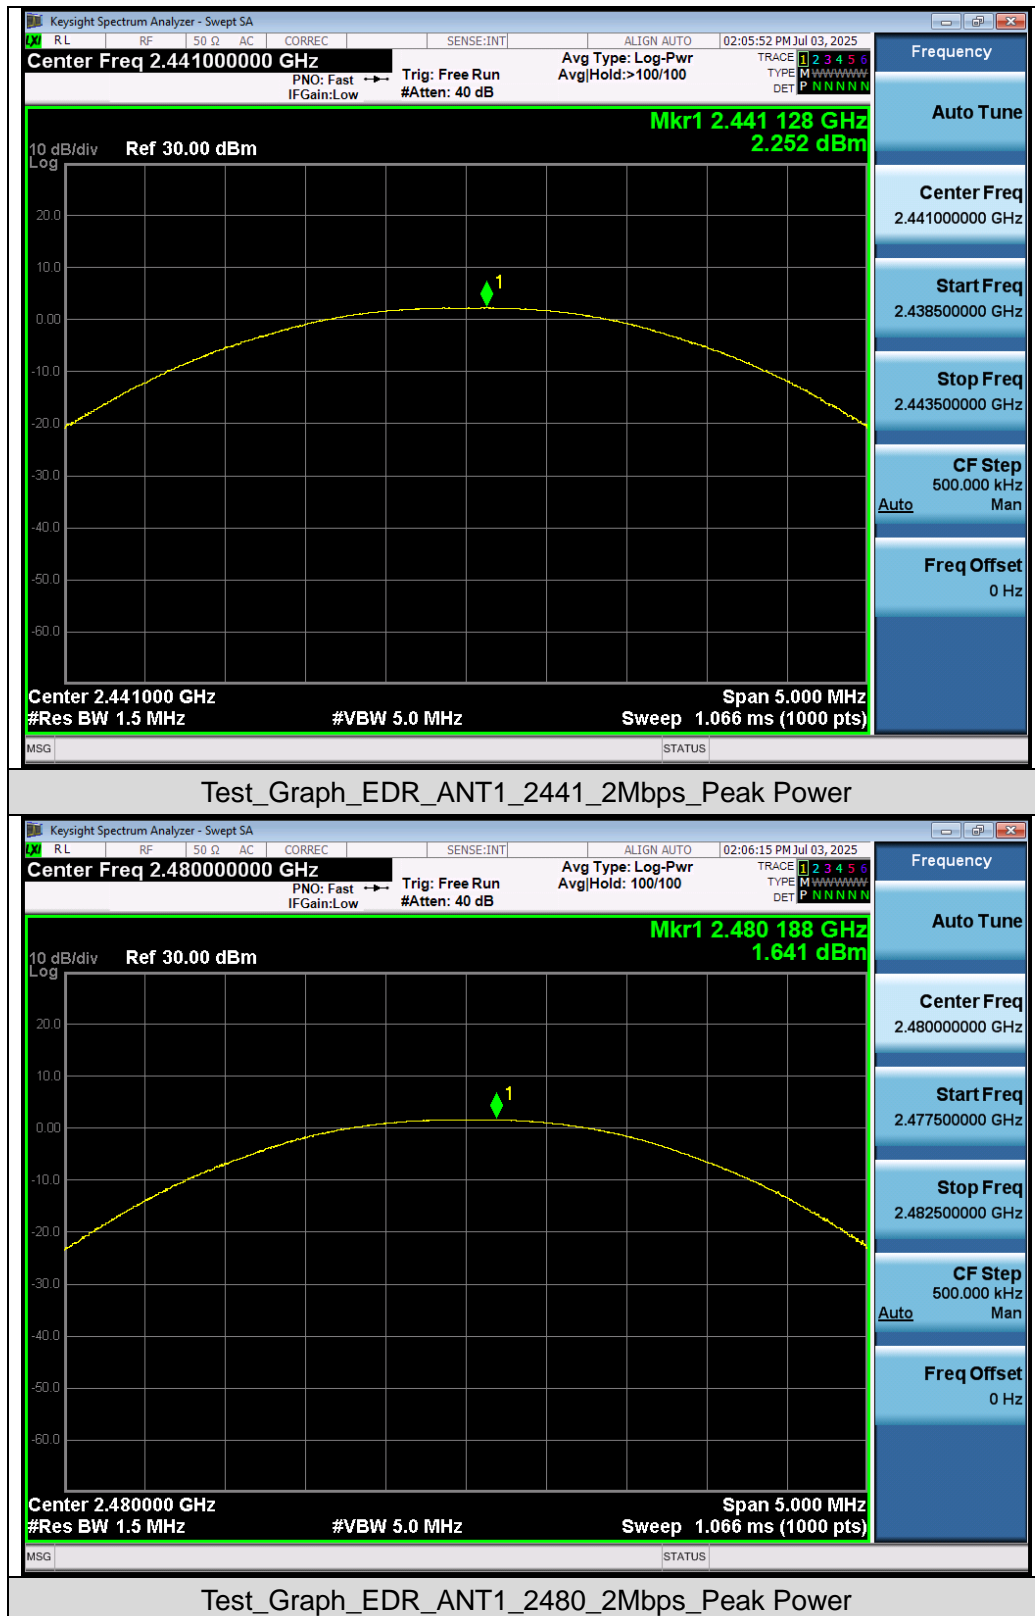 Keysight Spectrum Analyzer - Swept SA
LXI RL RF 50 Ω AC CORREC SENSE:INT ALIGN AUTO 02:05:52 PM Jul 03, 2025
Center Freq 2.441000000 GHz
PNO: Fast
IFGain:Low
Trig: Free Run
#Atten: 40 dB
Avg Type: Log-Pwr
Avg|Hold:>100/100
TRACE 1 2 3 4 5 6
TYPE M WWWWW
DET P N N N N N
Mkr1 2.441 128 GHz
2.252 dBm
10 dB/div Ref 30.00 dBm
Log
20.0
10.0
1
0.00
-10.0
-20.0
-30.0
-40.0
-50.0
-60.0
Center 2.441000 GHz Span 5.000 MHz
#Res BW 1.5 MHz #VBW 5.0 MHz Sweep 1.066 ms (1000 pts)
MSG STATUS
Frequency
Auto Tune
Center Freq
2.441000000 GHz
Start Freq
2.438500000 GHz
Stop Freq
2.443500000 GHz
CF Step
500.000 kHz
Auto Man
Freq Offset
0 Hz
Test_Graph_EDR_ANT1_2441_2Mbps_Peak Power
Keysight Spectrum Analyzer - Swept SA
LXI RL RF 50 Ω AC CORREC SENSE:INT ALIGN AUTO 02:06:15 PM Jul 03, 2025
Center Freq 2.480000000 GHz
PNO: Fast
IFGain:Low
Trig: Free Run
#Atten: 40 dB
Avg Type: Log-Pwr
Avg|Hold: 100/100
TRACE 1 2 3 4 5 6
TYPE M WWWWW
DET P N N N N N
Mkr1 2.480 188 GHz
1.641 dBm
10 dB/div Ref 30.00 dBm
Log
20.0
10.0
1
0.00
-10.0
-20.0
-30.0
-40.0
-50.0
-60.0
Center 2.480000 GHz Span 5.000 MHz
#Res BW 1.5 MHz #VBW 5.0 MHz Sweep 1.066 ms (1000 pts)
MSG STATUS
Frequency
Auto Tune
Center Freq
2.480000000 GHz
Start Freq
2.477500000 GHz
Stop Freq
2.482500000 GHz
CF Step
500.000 kHz
Auto Man
Freq Offset
0 Hz
Test_Graph_EDR_ANT1_2480_2Mbps_Peak Power